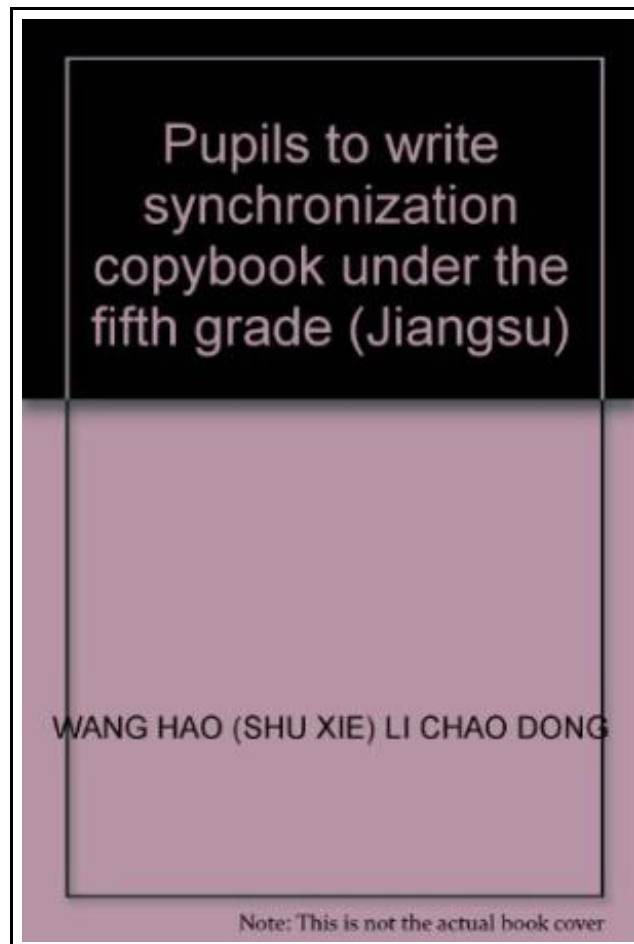 Pupils to write
synchronization
copybook under the
fifth grade (Jiangsu)
WANG HAO (SHU XIE) LI CHAO DONG
Note: This is not the actual book cover